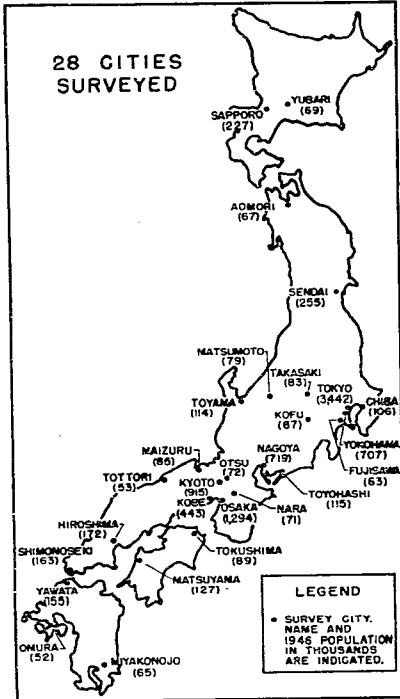 28 CITIES
SURVEYED
YUBARI
(69)
SAPPORO
(227)
AOMORI
(67)
SENDAI
(255)
MATSUMOTO
(79)
TAKASAKI
(83)
TOKYO
(3,442)
CHIBA
(106)
TOYAMA
(114)
KOFU
(87)
YOKOHAMA
(707)
FUJISAWA
(63)
MAIZURU
(86)
OTSU
(72)
NAGOYA
(719)
TOTTORI
(53)
KYOTO
(915)
TOYOHASHI
(115)
KOBE
(443)
OSAKA
(1,294)
NARA
(71)
HIROSHIMA
(172)
TOKUSHIMA
(89)
SHIMONOSEKI
(163)
MATSUYAMA
(127)
YAWATA
(155)
OMURA
(52)
MIYAKONOJO
(65)
LEGEND
• SURVEY CITY.
NAME AND
1946 POPULATION
IN THOUSANDS
ARE INDICATED.